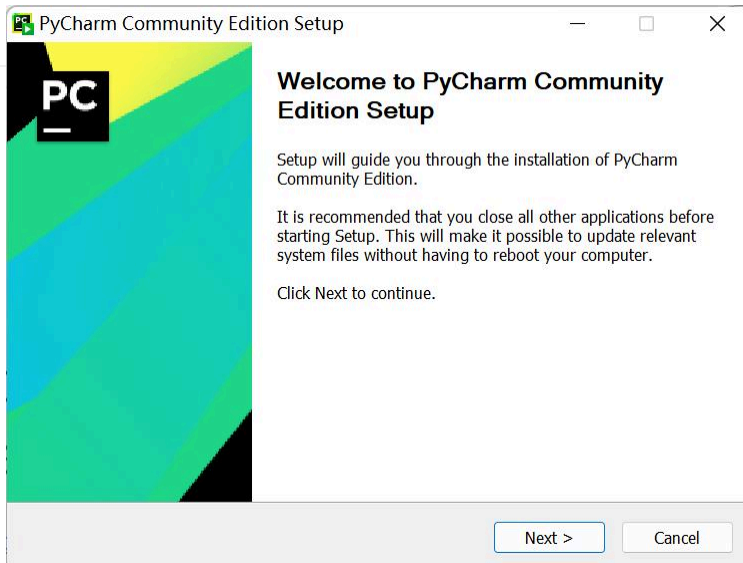 PyCharm Community Edition Setup
PC
Welcome to PyCharm Community
Edition Setup
Setup will guide you through the installation of PyCharm
Community Edition.
It is recommended that you close all other applications before
starting Setup. This will make it possible to update relevant
system files without having to reboot your computer.
Click Next to continue.
Next >
Cancel